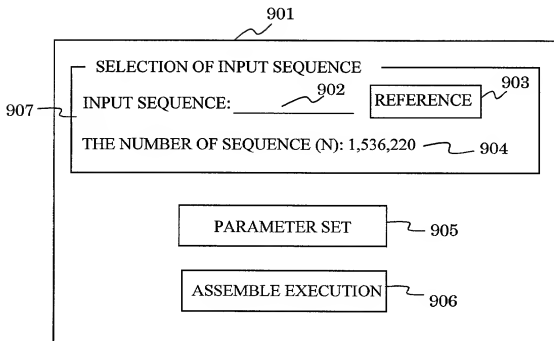 901
SELECTION OF INPUT SEQUENCE
INPUT SEQUENCE: 902 REFERENCE 903
907
THE NUMBER OF SEQUENCE (N): 1,536,220 904
PARAMETER SET 905
ASSEMBLE EXECUTION 906